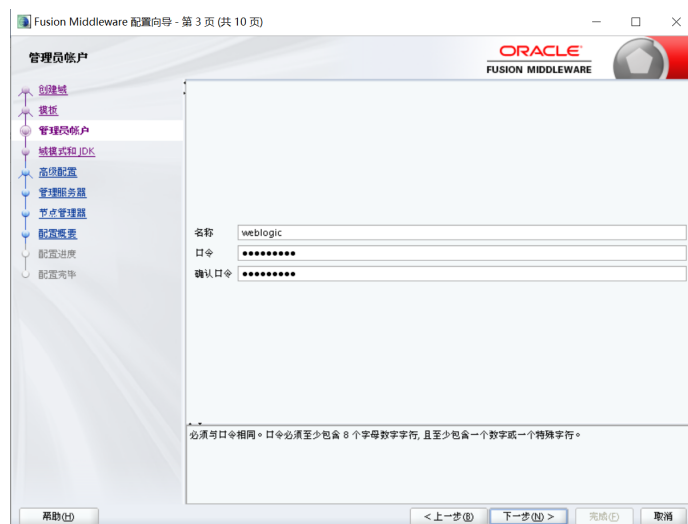 Fusion Middleware 配置向导 - 第 3 页 (共 10 页)
管理员帐户
ORACLE
FUSION MIDDLEWARE
创建域
模板
管理员帐户
域模式和 JDK
高级配置
管理服务器
节点管理器
配置概要
配置进度
配置完毕
名称 weblogic
口令 •••••••••
确认口令 •••••••••
必须与口令相同。口令必须至少包含 8 个字母数字字符, 且至少包含一个数字或一个特殊字符。
帮助(H) < 上一步(B) 下一步(N) > 完成(F) 取消